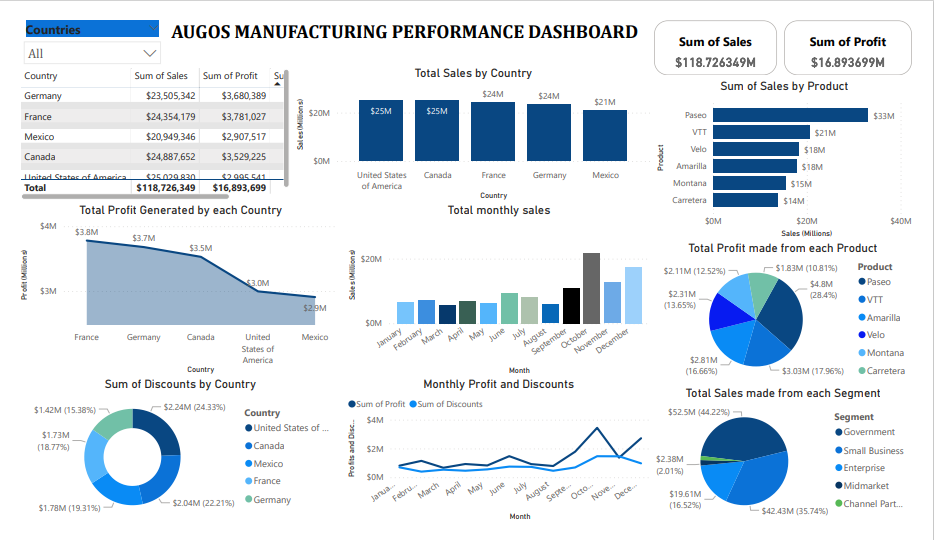 Countries
AUGOS MANUFACTURING PERFORMANCE DASHBOARD
All
Sum of Sales
$118.726349M
Sum of Profit
$16.893699M
Country Sum of Sales Sum of Profit Su
Germany $23,505,342 $3,680,389
France $24,354,179 $3,781,027
Mexico $20,949,346 $2,907,517
Canada $24,887,652 $3,529,225
United States of America $25,029,830 $2,995,541
Total $118,726,349 $16,893,699
Total Sales by Country
Sales (Millions)
$20M
$0M
$25M
$25M
$24M
$24M
$21M
United States
of America
Canada
France
Germany
Mexico
Country
Sum of Sales by Product
Product
Paseo $33M
VTT $21M
Velo $18M
Amarilla $18M
Montana $15M
Carretera $14M
$0M $20M $40M
Sales (Millions)
Total Profit Generated by each Country
Profit (Millions)
$4M
$3M
$3.8M
$3.7M
$3.5M
$3.0M
$2.9M
France
Germany
Canada
United
States of
America
Mexico
Country
Total monthly sales
Sales (Millions)
$20M
$0M
January
February
March
April
May
June
July
August
September
October
November
December
Month
Total Profit made from each Product
$1.83M (10.81%)
$4.8M
(28.4%)
$3.03M (17.96%)
$2.81M
(16.66%)
$2.31M
(13.65%)
$2.11M (12.52%)
Product
Paseo
VTT
Amarilla
Velo
Montana
Carretera
Sum of Discounts by Country
$2.24M (24.33%)
$2.04M (22.21%)
$1.78M (19.31%)
$1.73M
(18.77%)
$1.42M (15.38%)
Country
United States of ...
Canada
Mexico
France
Germany
Monthly Profit and Discounts
Sum of Profit Sum of Discounts
Profits and Disc...
$4M
$2M
$0M
Janua...
Febru...
March
April
May
June
July
August
Septe...
Octo...
Nove...
Dece...
Month
Total Sales made from each Segment
$52.5M (44.22%)
$2.38M
(2.01%)
$19.61M
(16.52%)
$42.43M (35.74%)
Segment
Government
Small Business
Enterprise
Midmarket
Channel Part...